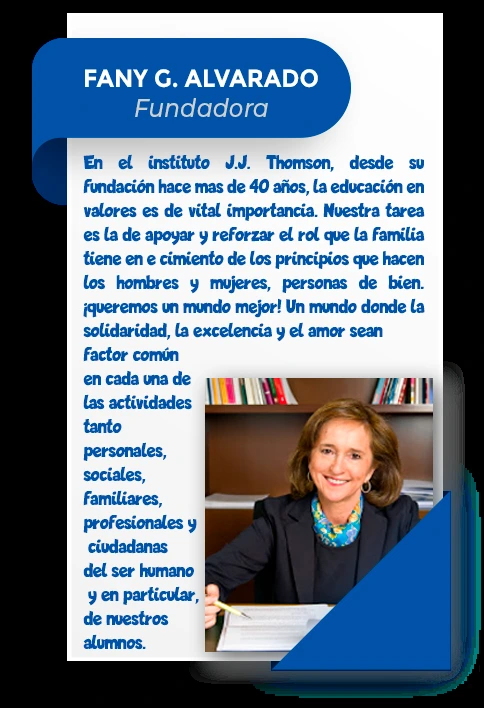 FANY G. ALVARADO
Fundadora
En el instituto J.J. Thomson, desde su
fundación hace mas de 40 años, la educación en
valores es de vital importancia. Nuestra tarea
es la de apoyar y reforzar el rol que la familia
tiene en e cimiento de los principios que hacen
los hombres y mujeres, personas de bien.
¡queremos un mundo mejor! Un mundo donde la
solidaridad, la excelencia y el amor sean
factor común
en cada una de
las actividades
tanto
personales,
sociales,
familiares,
profesionales y
ciudadanas
del ser humano
y en particular,
de nuestros
alumnos.